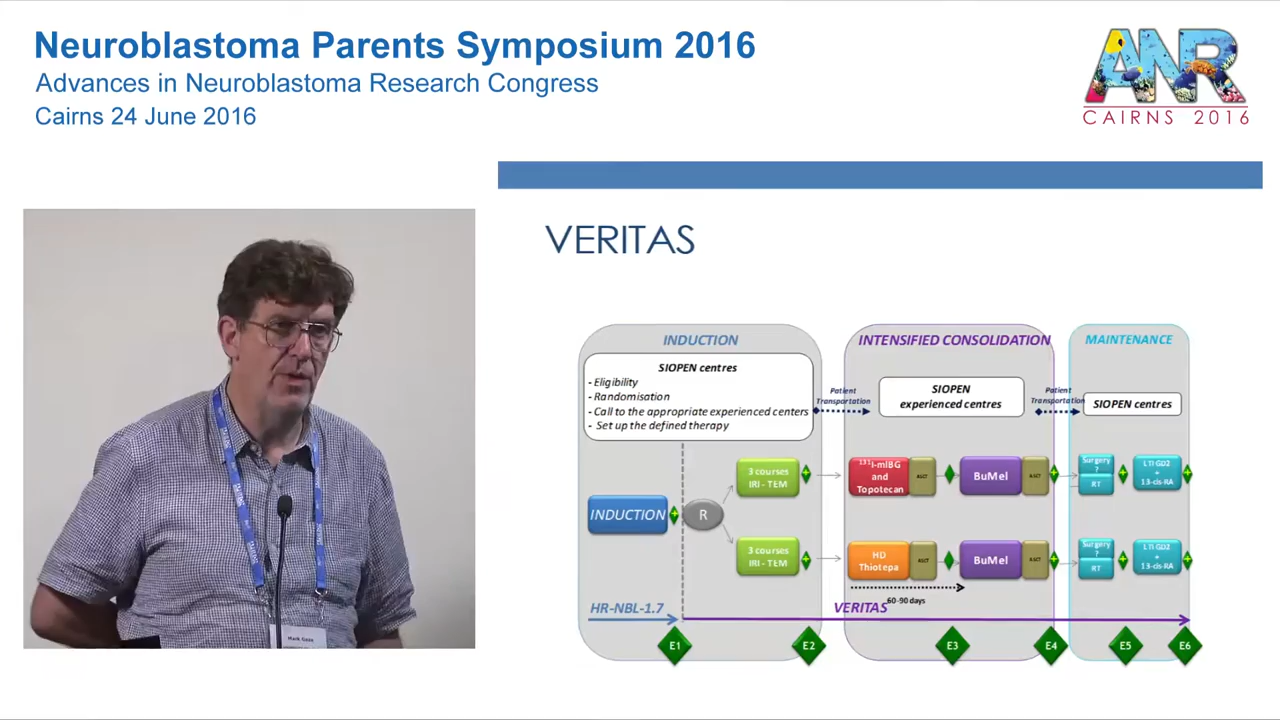 Neuroblastoma Parents Symposium 2016
Advances in Neuroblastoma Research Congress
Cairns 24 June 2016
ANR
CAIRNS 2016
VERITAS
INDUCTION
SIOPEN centres
- Eligibility
- Randomisation
- Call to the appropriate experienced centers
- Set up the defined therapy
Patient
Transportation
INTENSIFIED CONSOLIDATION
SIOPEN
experienced centres
Patient
Transportation
MAINTENANCE
SIOPEN centres
INDUCTION
R
3 courses
IRI - TEM
131I-mIBG
and
Topotecan
ASCT
BuMel
ASCT
Surgery
?
RT
LTI GD2
+
13-cis-RA
3 courses
IRI - TEM
HD
Thiotepa
ASCT
BuMel
ASCT
Surgery
?
RT
LTI GD2
+
13-cis-RA
60-90 days
HR-NBL-1.7
VERITAS
E1
E2
E3
E4
E5
E6